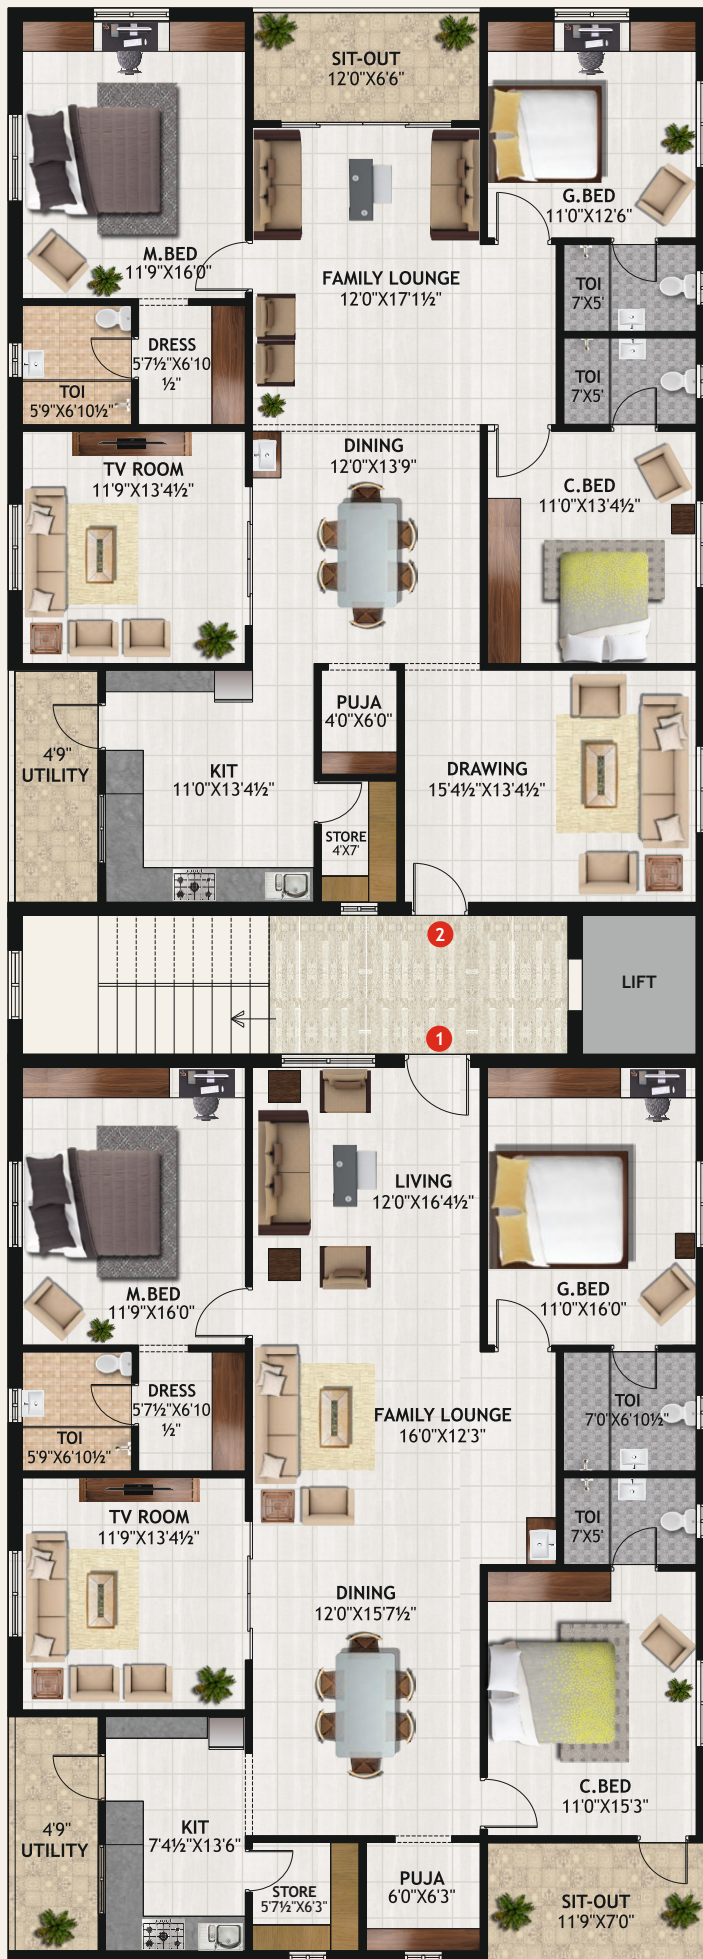 SIT-OUT
12'0"X6'6"
G.BED
11'0"X12'6"
M.BED
11'9"X16'0"
FAMILY LOUNGE
12'0"X17'1½"
TOI
7'X5'
DRESS
5'7½"X6'10
½"
TOI
5'9"X6'10½"
TOI
7'X5'
TV ROOM
11'9"X13'4½"
DINING
12'0"X13'9"
C.BED
11'0"X13'4½"
4'9"
UTILITY
KIT
11'0"X13'4½"
PUJA
4'0"X6'0"
DRAWING
15'4½"X13'4½"
STORE
4'X7'
2
LIFT
1
LIVING
12'0"X16'4½"
M.BED
11'9"X16'0"
G.BED
11'0"X16'0"
DRESS
5'7½"X6'10
½"
TOI
5'9"X6'10½"
FAMILY LOUNGE
16'0"X12'3"
TOI
7'0"X6'10½"
TV ROOM
11'9"X13'4½"
TOI
7'X5'
DINING
12'0"X15'7½"
C.BED
11'0"X15'3"
4'9"
UTILITY
KIT
7'4½"X13'6"
STORE
5'7½"X6'3"
PUJA
6'0"X6'3"
SIT-OUT
11'9"X7'0"